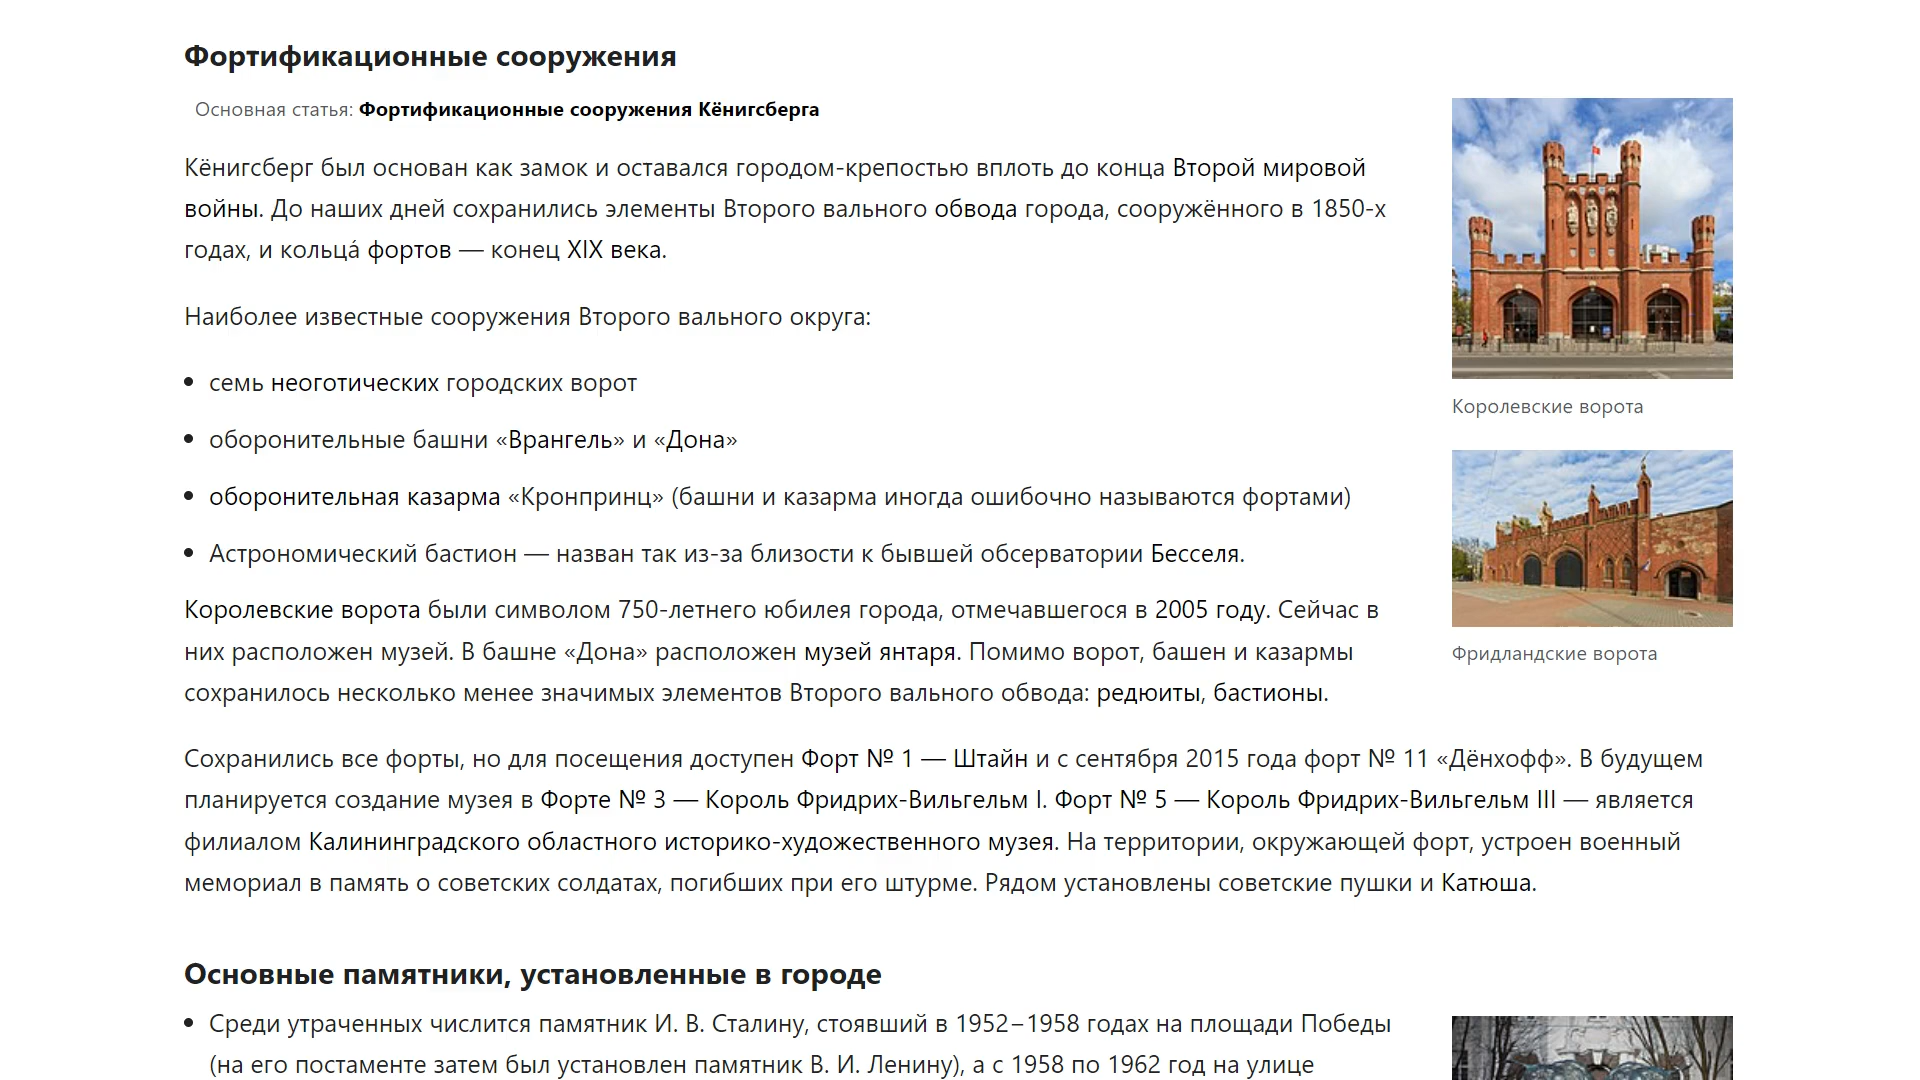 Фортификационные сооружения
Основная статья: Фортификационные сооружения Кёнигсберга
Кёнигсберг был основан как замок и оставался городом-крепостью вплоть до конца Второй мировой
войны. До наших дней сохранились элементы Второго вального обвода города, сооружённого в 1850-х
годах, и кольца́ фортов — конец XIX века.
Наиболее известные сооружения Второго вального округа:
• семь неоготических городских ворот
• оборонительные башни «Врангель» и «Дона»
• оборонительная казарма «Кронпринц» (башни и казарма иногда ошибочно называются фортами)
• Астрономический бастион — назван так из-за близости к бывшей обсерватории Бесселя.
Королевские ворота были символом 750-летнего юбилея города, отмечавшегося в 2005 году. Сейчас в
них расположен музей. В башне «Дона» расположен музей янтаря. Помимо ворот, башен и казармы
сохранилось несколько менее значимых элементов Второго вального обвода: редюиты, бастионы.
Королевские ворота
Фридландские ворота
Сохранились все форты, но для посещения доступен Форт № 1 — Штайн и с сентября 2015 года форт № 11 «Дёнхофф». В будущем
планируется создание музея в Форте № 3 — Король Фридрих-Вильгельм I. Форт № 5 — Король Фридрих-Вильгельм III — является
филиалом Калининградского областного историко-художественного музея. На территории, окружающей форт, устроен военный
мемориал в память о советских солдатах, погибших при его штурме. Рядом установлены советские пушки и Катюша.
Основные памятники, установленные в городе
• Среди утраченных числится памятник И. В. Сталину, стоявший в 1952–1958 годах на площади Победы
(на его постаменте затем был установлен памятник В. И. Ленину), а с 1958 по 1962 год на улице